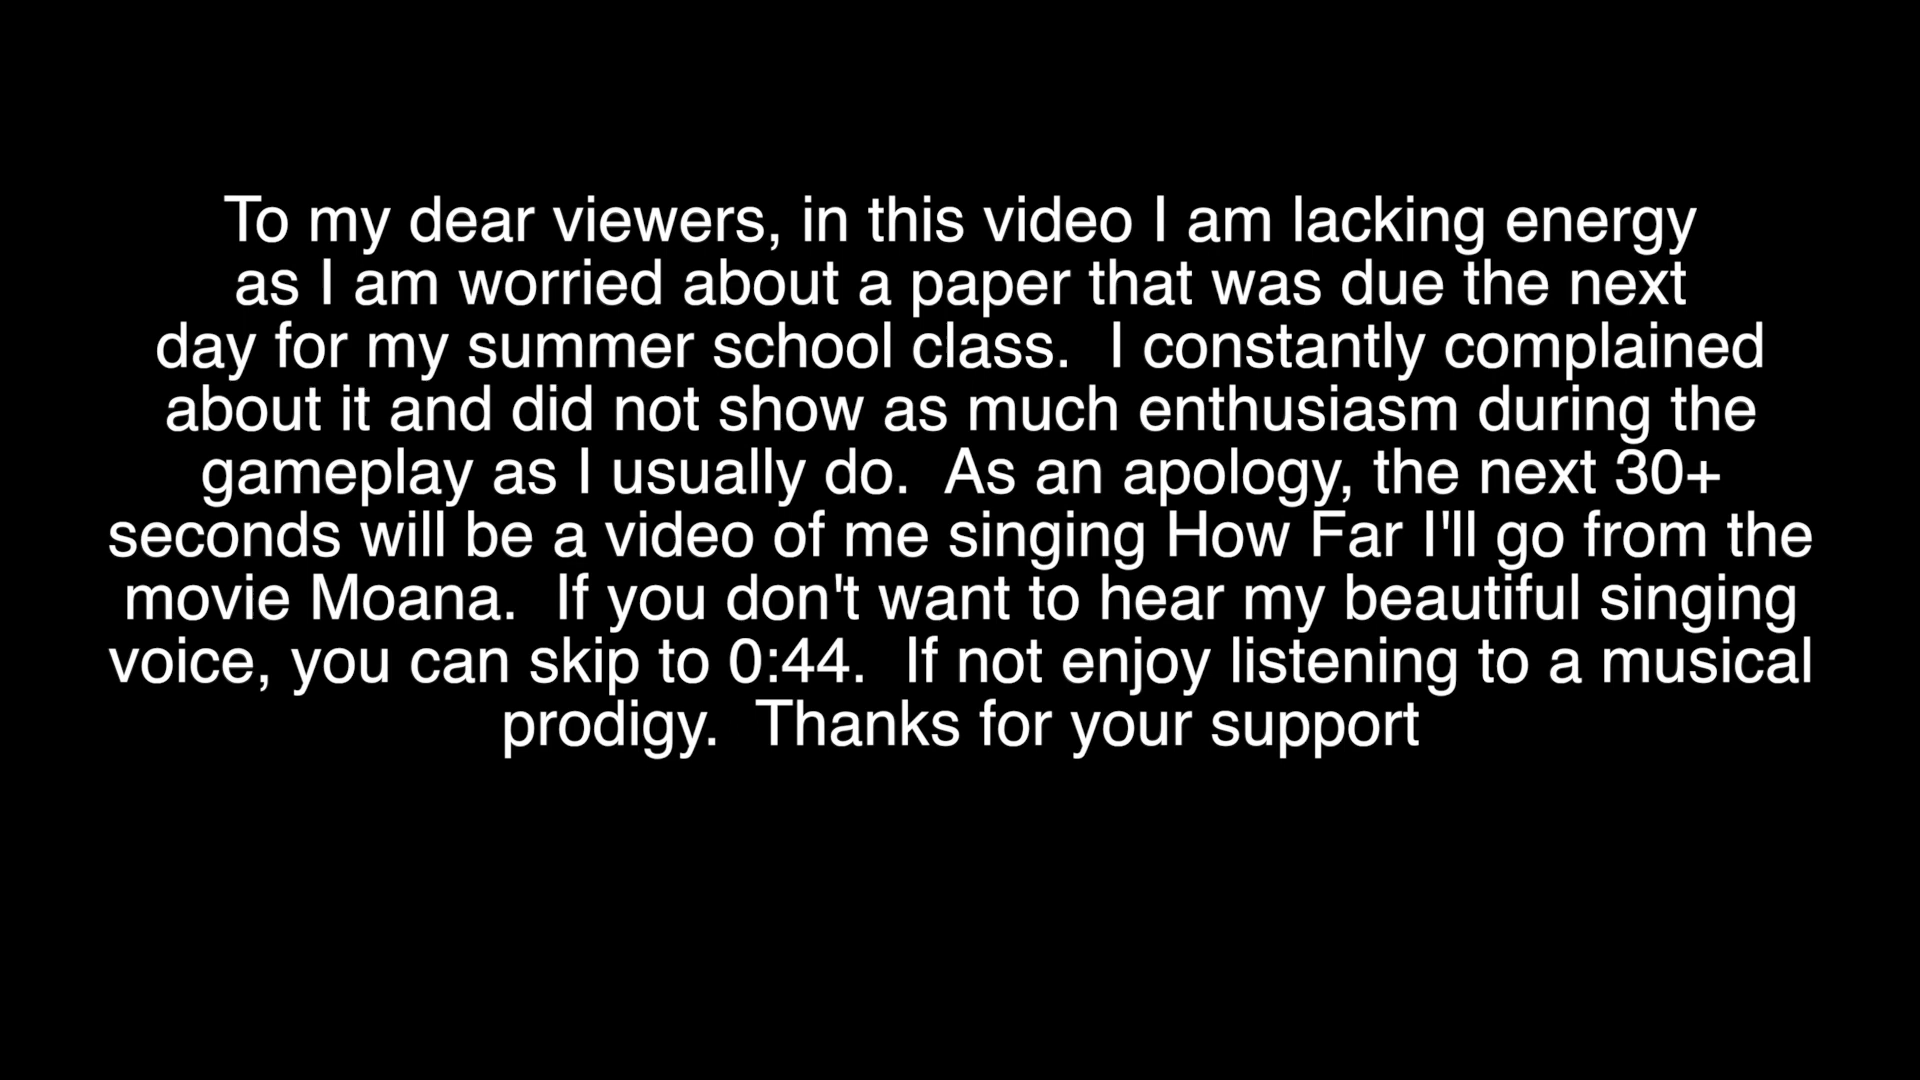 To my dear viewers, in this video I am lacking energy
as I am worried about a paper that was due the next
day for my summer school class.  I constantly complained
about it and did not show as much enthusiasm during the
gameplay as I usually do.  As an apology, the next 30+
seconds will be a video of me singing How Far I'll go from the
movie Moana.  If you don't want to hear my beautiful singing
voice, you can skip to 0:44.  If not enjoy listening to a musical
prodigy.  Thanks for your support